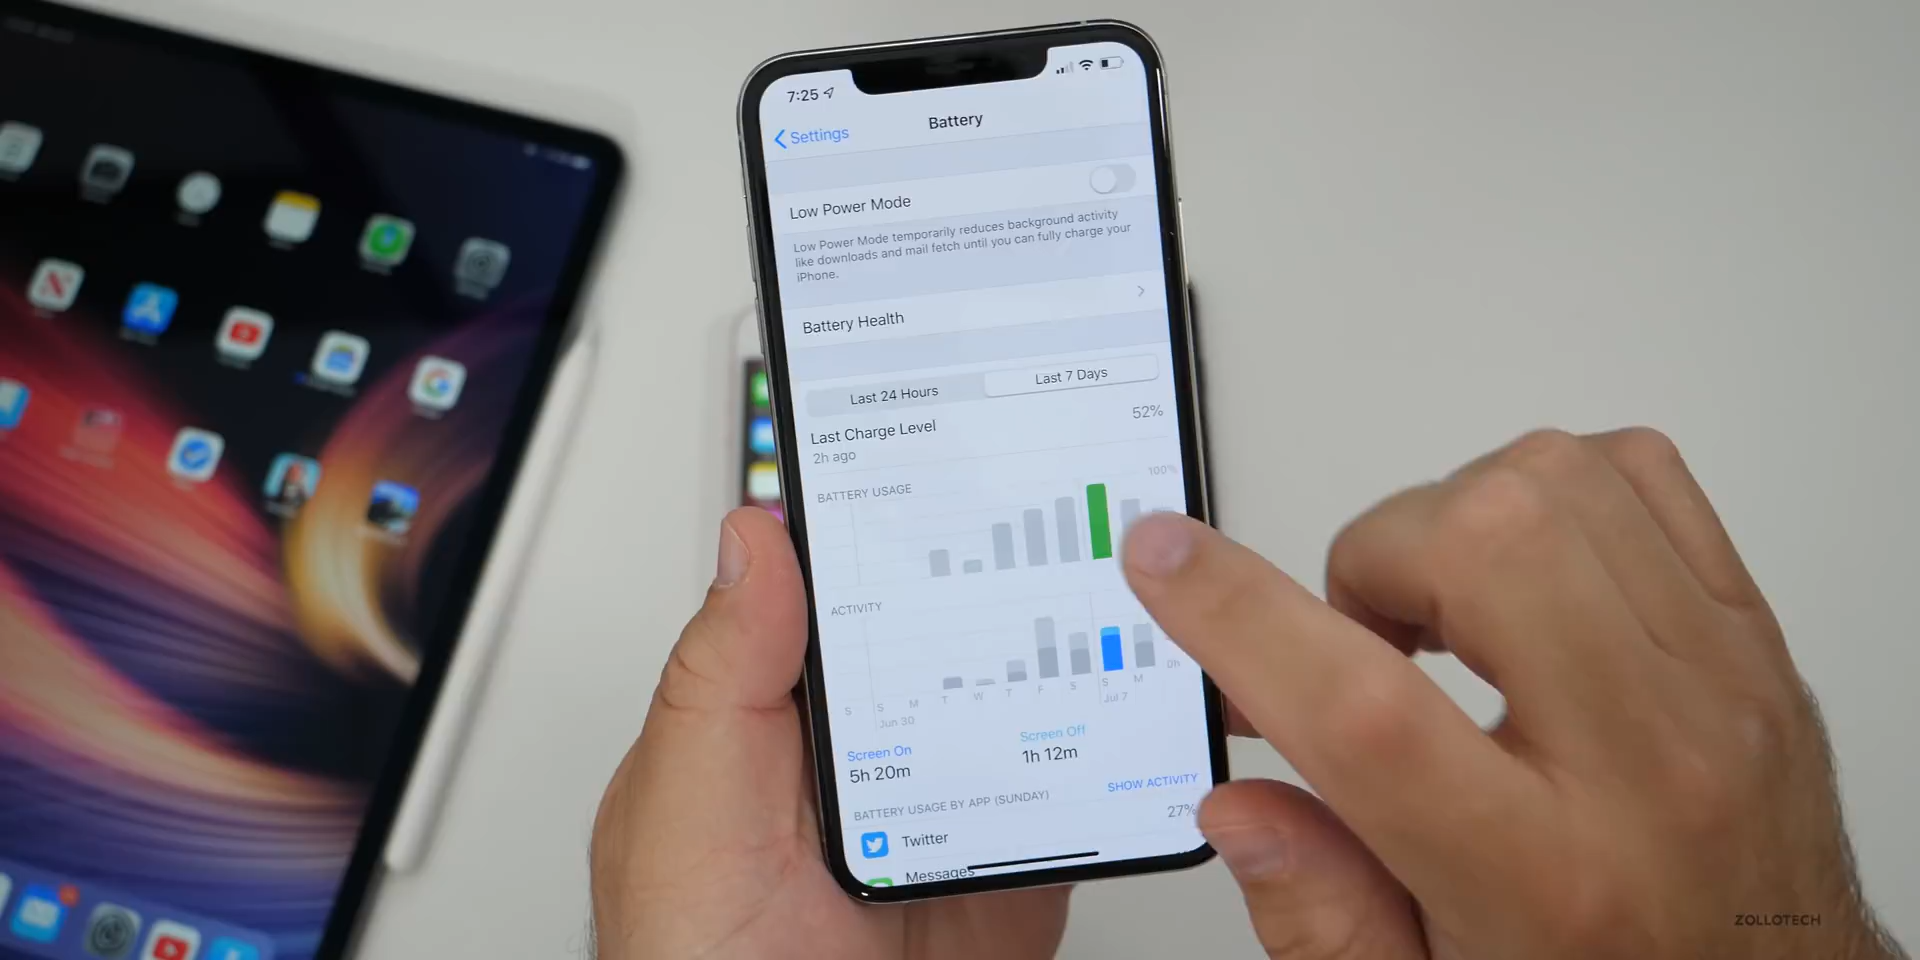 7:25
Settings
Battery
Low Power Mode
Low Power Mode temporarily reduces background activity
like downloads and mail fetch until you can fully charge your
iPhone.
Battery Health
Last 24 Hours
Last 7 Days
Last Charge Level
52%
2h ago
BATTERY USAGE
100%
ACTIVITY
0h
S S M T W T F S S M
Jun 30
Jul 7
Screen On
Screen Off
5h 20m
1h 12m
BATTERY USAGE BY APP (SUNDAY)
SHOW ACTIVITY
Twitter
27%
Messages
ZOLLOTECH